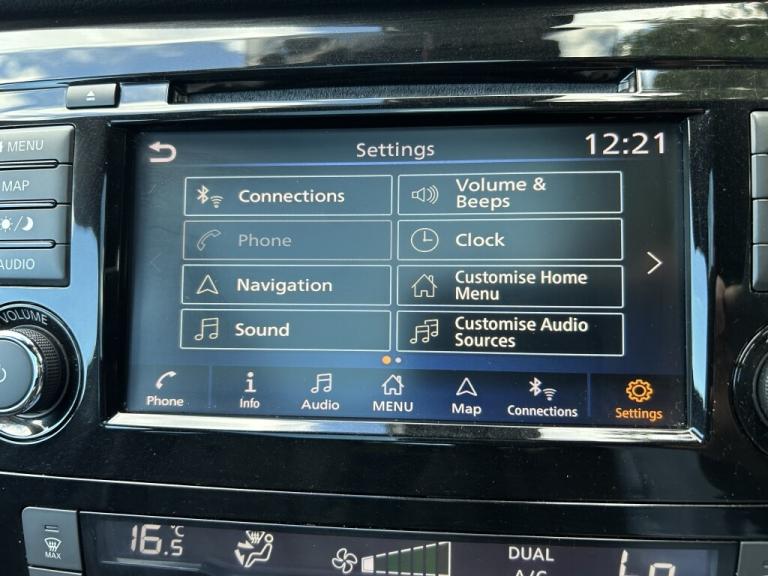 Settings
12:21
MENU
MAP
AUDIO
VOLUME
Connections
Volume &
Beeps
Phone
Clock
Navigation
Customise Home
Menu
Sound
Customise Audio
Sources
Phone
Info
Audio
MENU
Map
Connections
Settings
MAX
16.5
°C
DUAL
A/C
Lo